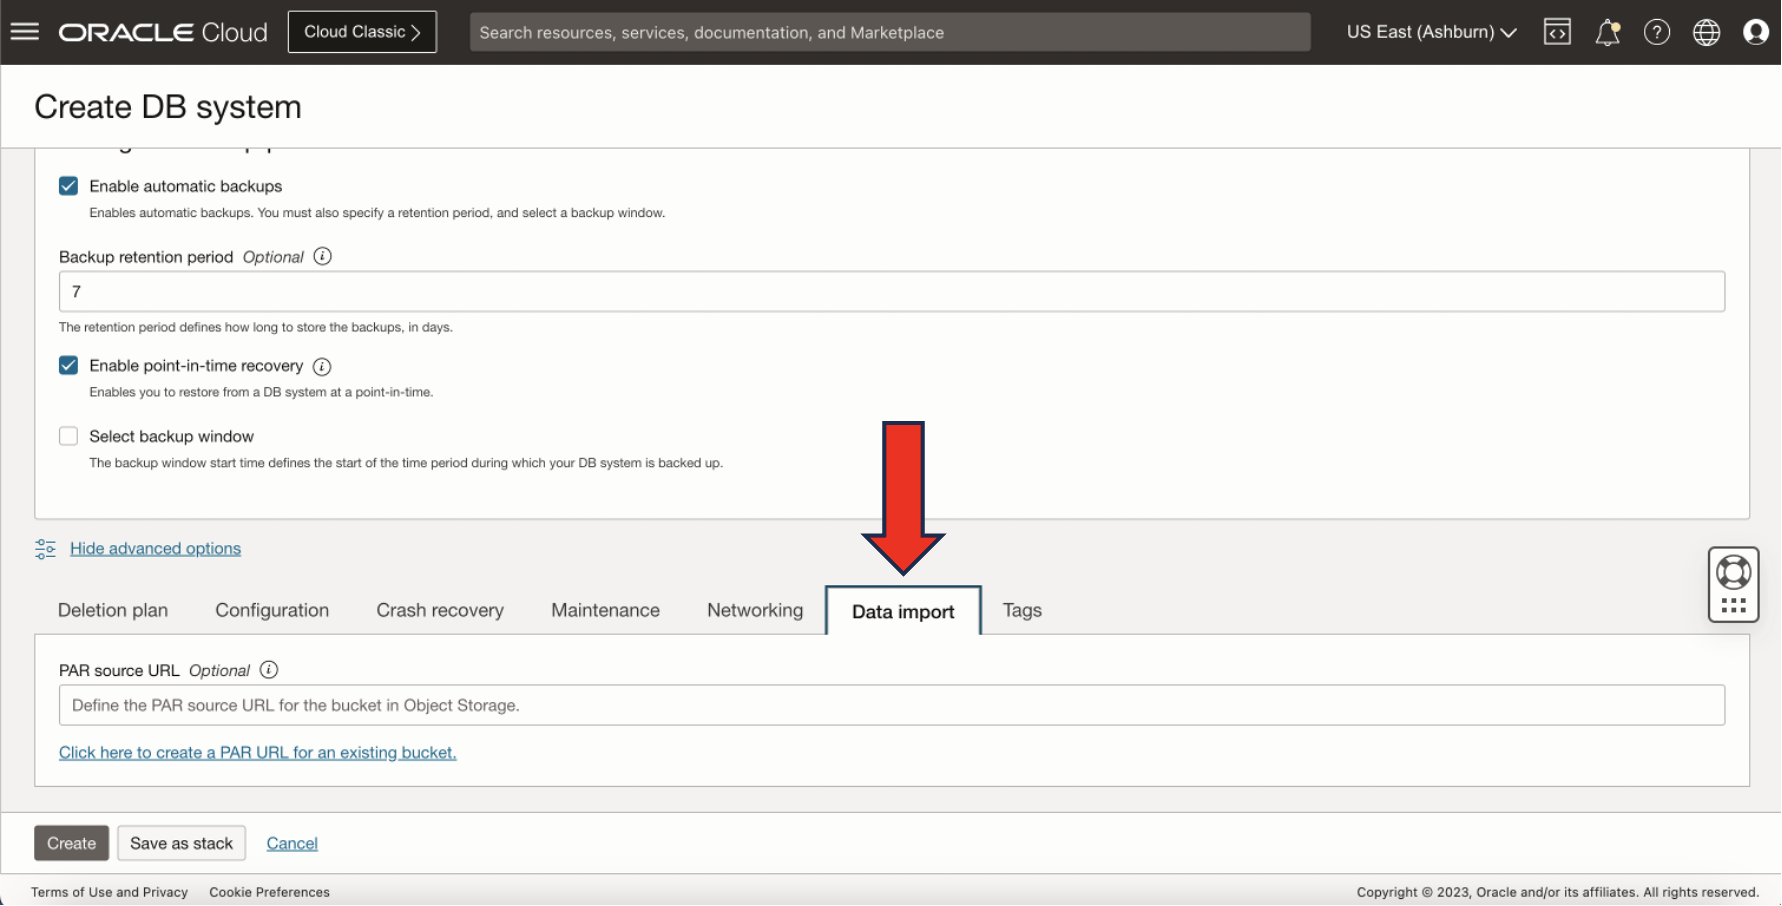 ORACLE Cloud
Cloud Classic
Search resources, services, documentation, and Marketplace
US East (Ashburn)
Create DB system
Enable automatic backups
Enables automatic backups. You must also specify a retention period, and select a backup window.
Backup retention period Optional
7
The retention period defines how long to store the backups, in days.
Enable point-in-time recovery
Enables you to restore from a DB system at a point-in-time.
Select backup window
The backup window start time defines the start of the time period during which your DB system is backed up.
Hide advanced options
Deletion plan Configuration Crash recovery Maintenance Networking Data import Tags
PAR source URL Optional
Define the PAR source URL for the bucket in Object Storage.
Click here to create a PAR URL for an existing bucket.
Create Save as stack Cancel
Terms of Use and Privacy Cookie Preferences
Copyright © 2023, Oracle and/or its affiliates. All rights reserved.